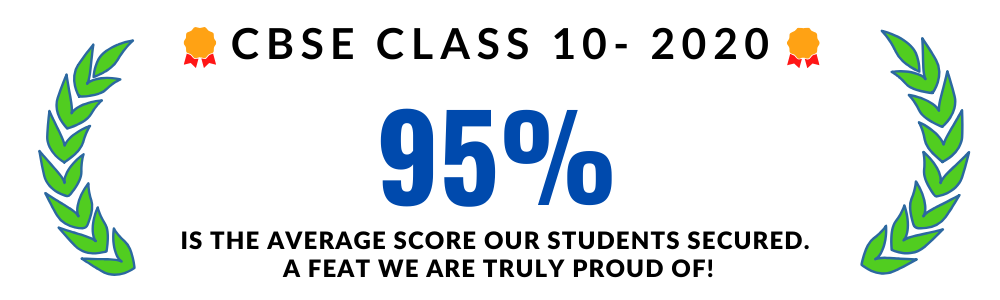 CBSE CLASS 10- 2020
95%
IS THE AVERAGE SCORE OUR STUDENTS SECURED.
A FEAT WE ARE TRULY PROUD OF!